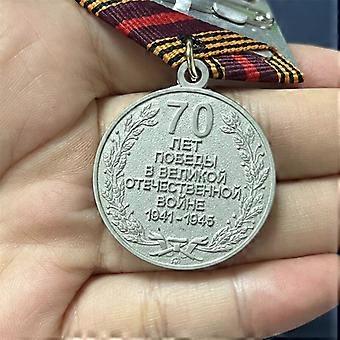 70
ЛЕТ
ПОБЕДЫ
В ВЕЛИКОЙ
ОТЕЧЕСТВЕННОЙ
ВОЙНЕ
1941-1945